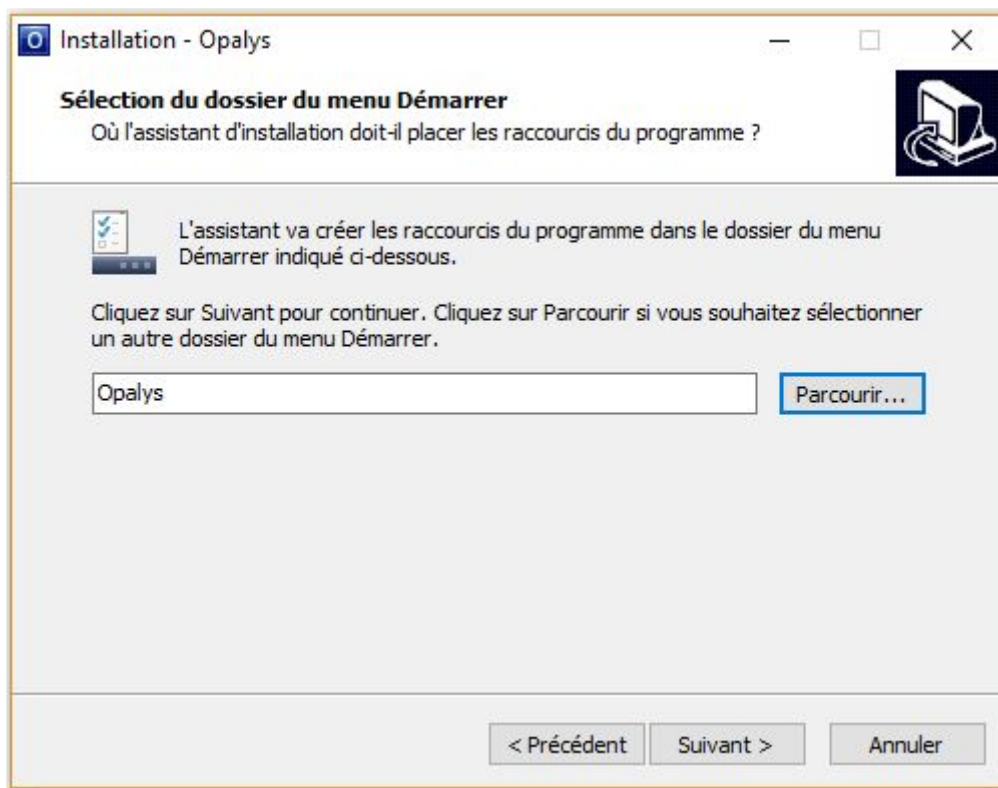 Installation - Opalys
Sélection du dossier du menu Démarrer
Où l'assistant d'installation doit-il placer les raccourcis du programme ?
L'assistant va créer les raccourcis du programme dans le dossier du menu
Démarrer indiqué ci-dessous.
Cliquez sur Suivant pour continuer. Cliquez sur Parcourir si vous souhaitez sélectionner
un autre dossier du menu Démarrer.
Opalys
Parcourir...
< Précédent
Suivant >
Annuler